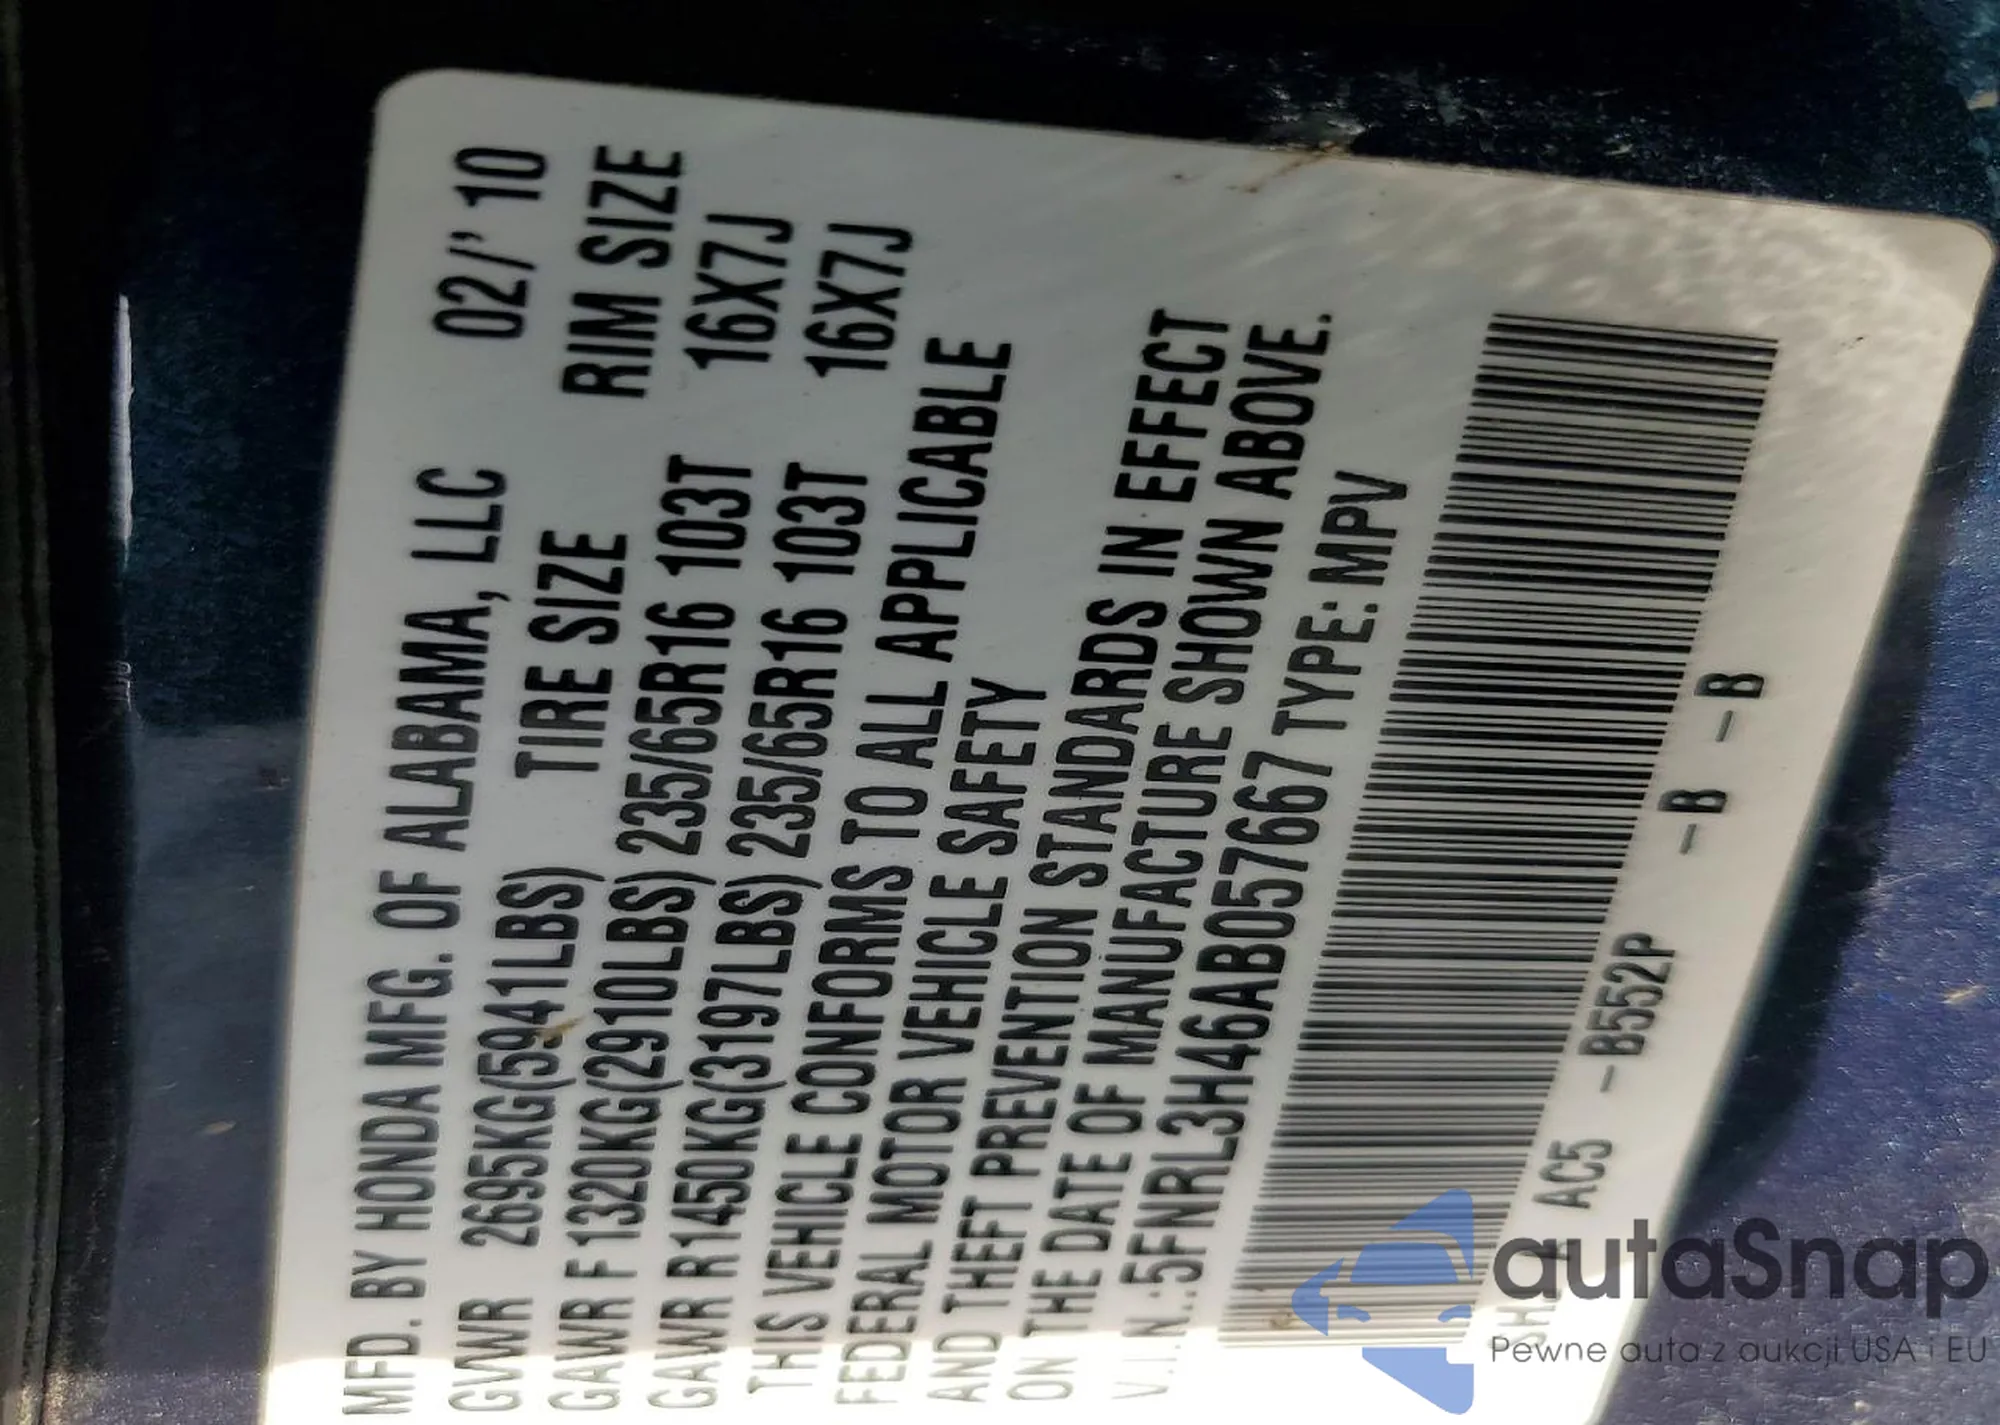 MFD. BY HONDA MFG. OF ALABAMA, LLC 02/'10
GVWR 2695KG(5941LBS) TIRE SIZE RIM SIZE
GAWR F 1320KG(2910LBS) 235/65R16 103T 16X7J
GAWR R1450KG(3197LBS) 235/65R16 103T 16X7J
THIS VEHICLE CONFORMS TO ALL APPLICABLE
FEDERAL MOTOR VEHICLE SAFETY
AND THEFT PREVENTION STANDARDS IN EFFECT
ON THE DATE OF MANUFACTURE SHOWN ABOVE.
V.I.N.:5FNRL3H46AB057667 TYPE: MPV
AC5 -B552P -B -B
autaSnap
Pewne auta z aukcji USA i EU